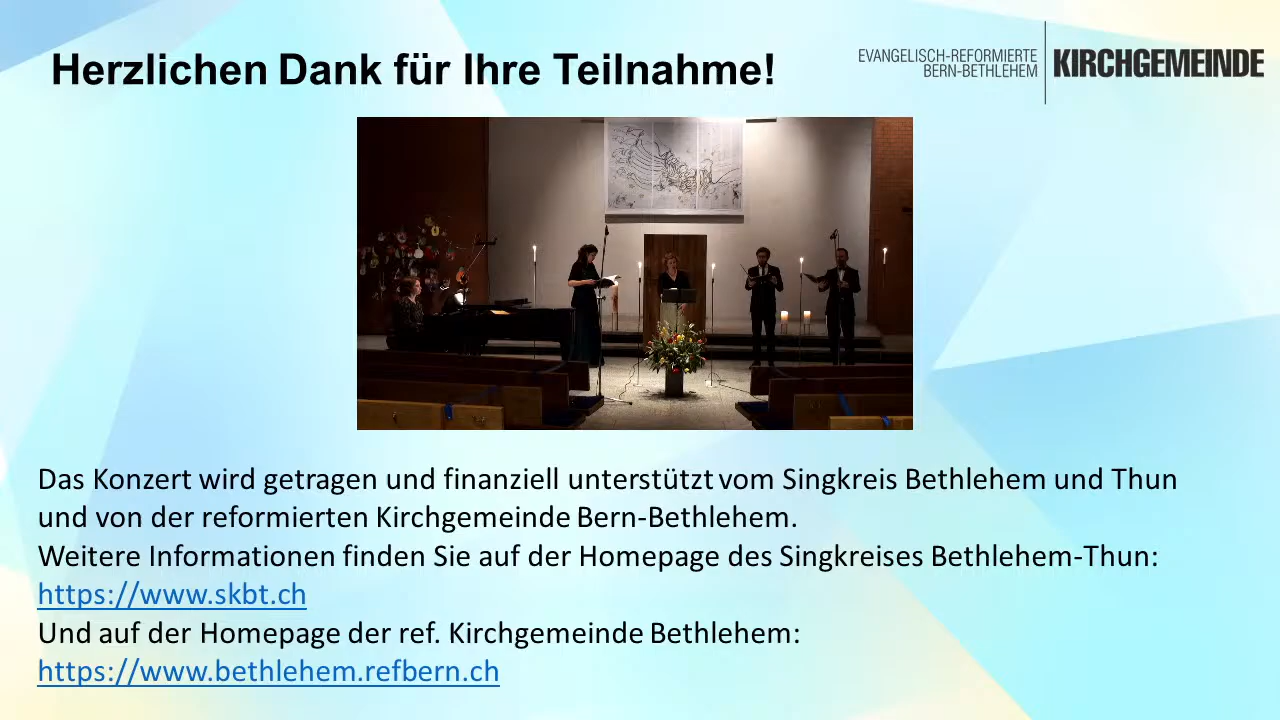 Herzlichen Dank für Ihre Teilnahme!
EVANGELISCH-REFORMIERTE
BERN-BETHLEHEM
KIRCHGEMEINDE
Das Konzert wird getragen und finanziell unterstützt vom Singkreis Bethlehem und Thun
und von der reformierten Kirchgemeinde Bern-Bethlehem.
Weitere Informationen finden Sie auf der Homepage des Singkreises Bethlehem-Thun:
https://www.skbt.ch
Und auf der Homepage der ref. Kirchgemeinde Bethlehem:
https://www.bethlehem.refbern.ch